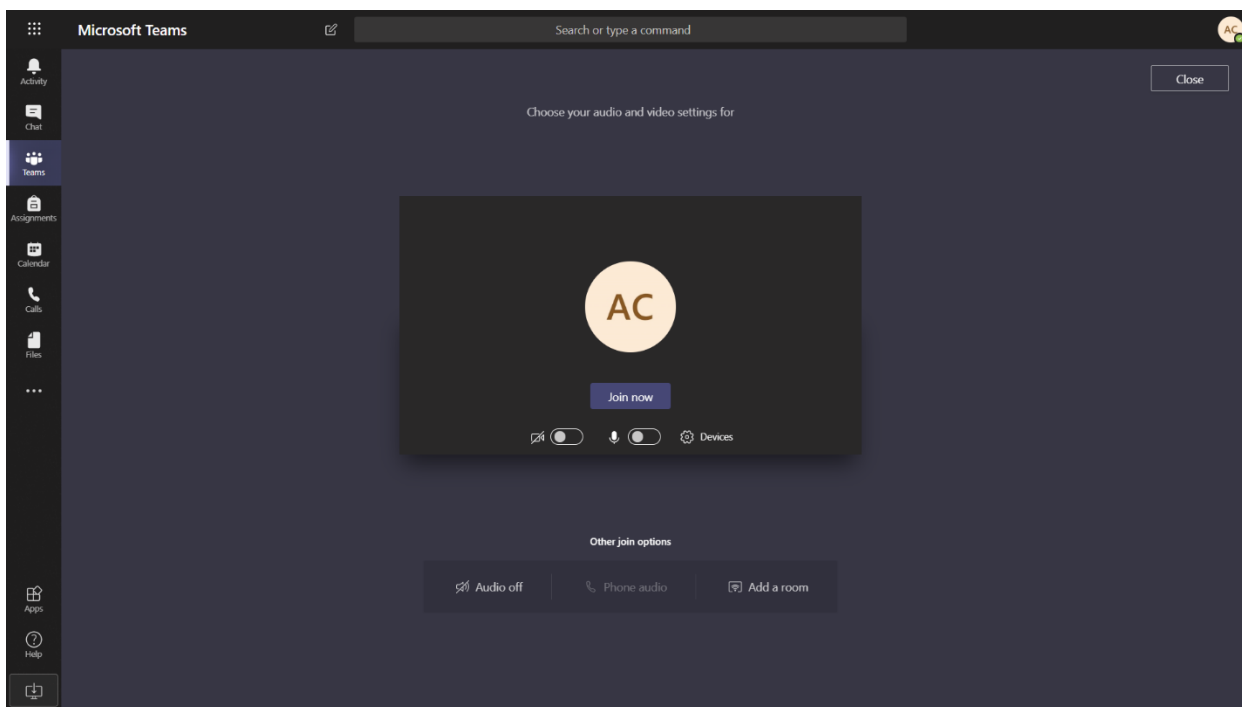 Microsoft Teams
Search or type a command
AC
Activity
Chat
Teams
Assignments
Calendar
Calls
Files
Apps
Help
Close
Choose your audio and video settings for
AC
Join now
Devices
Other join options
Audio off
Phone audio
Add a room